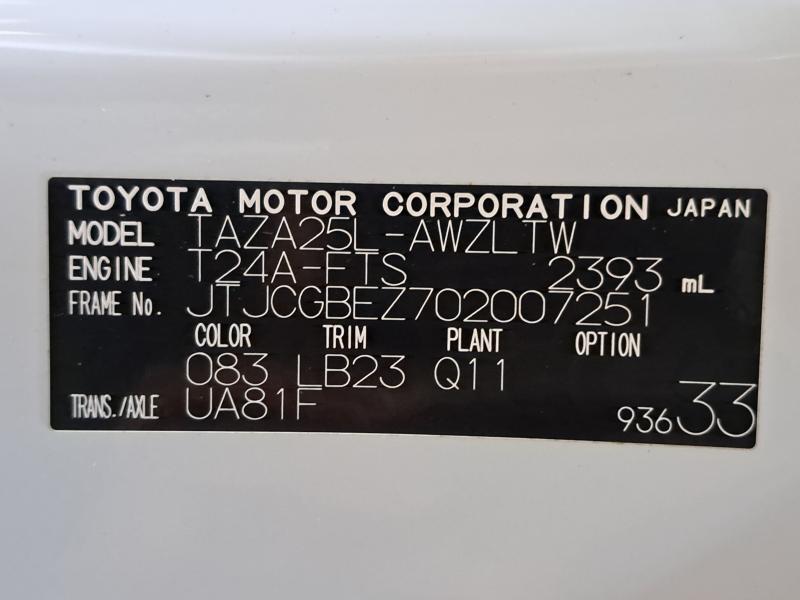 TOYOTA MOTOR CORPORATION JAPAN
MODEL TAZA25L-AWZLTW
ENGINE T24A-FTS 2393 mL
FRAME No. JTJCGBEZ702007251
COLOR TRIM PLANT OPTION
083 LB23 Q11
TRANS./AXLE UA81F 93633